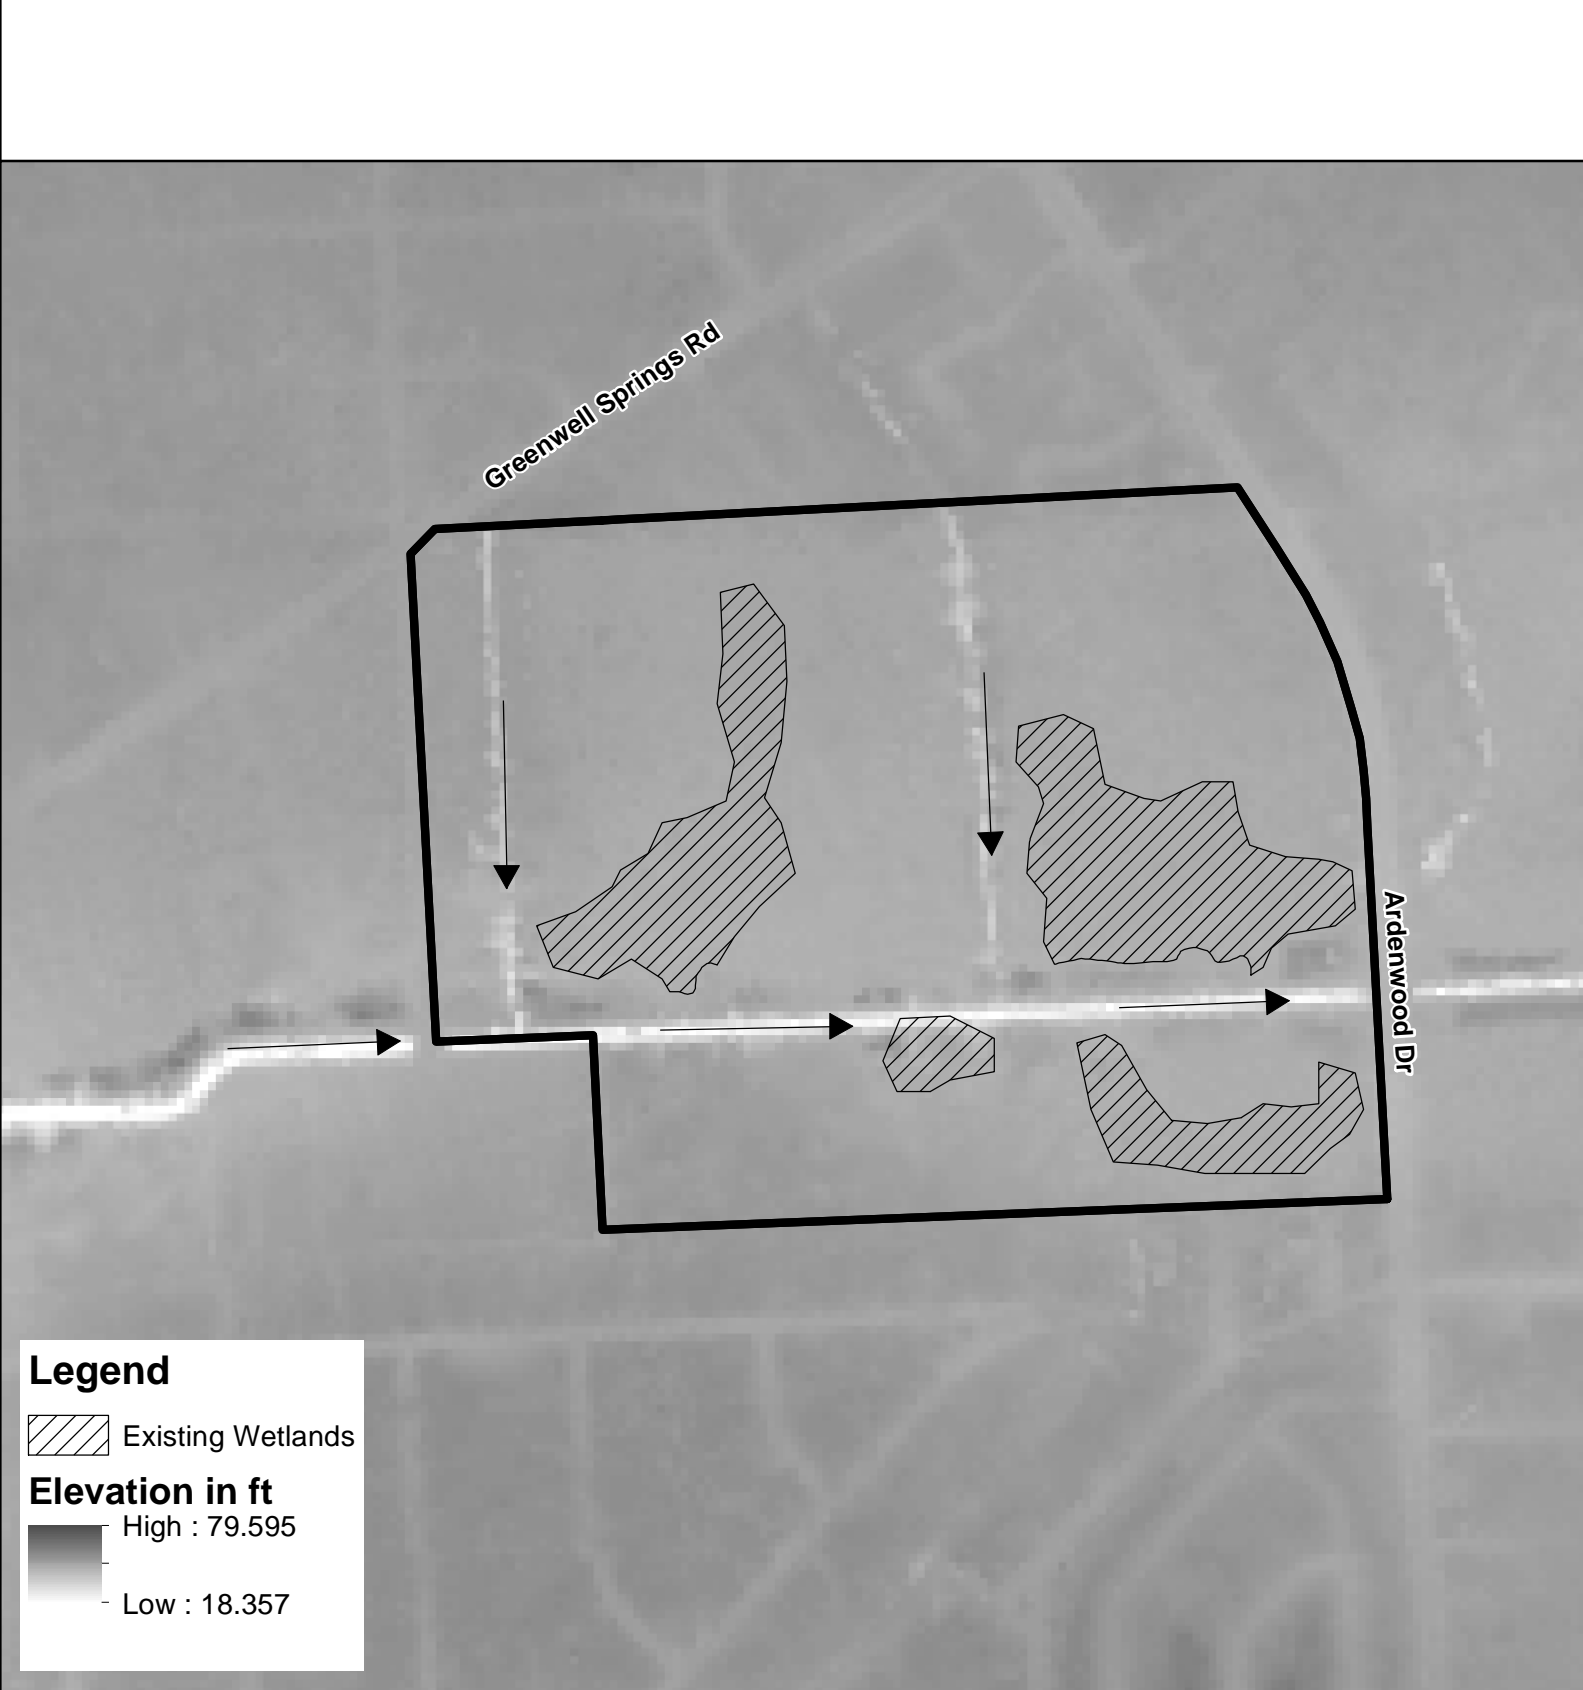 Greenwell Springs Rd
Ardenwood Dr
Legend
Existing Wetlands
Elevation in ft
High : 79.595
Low : 18.357